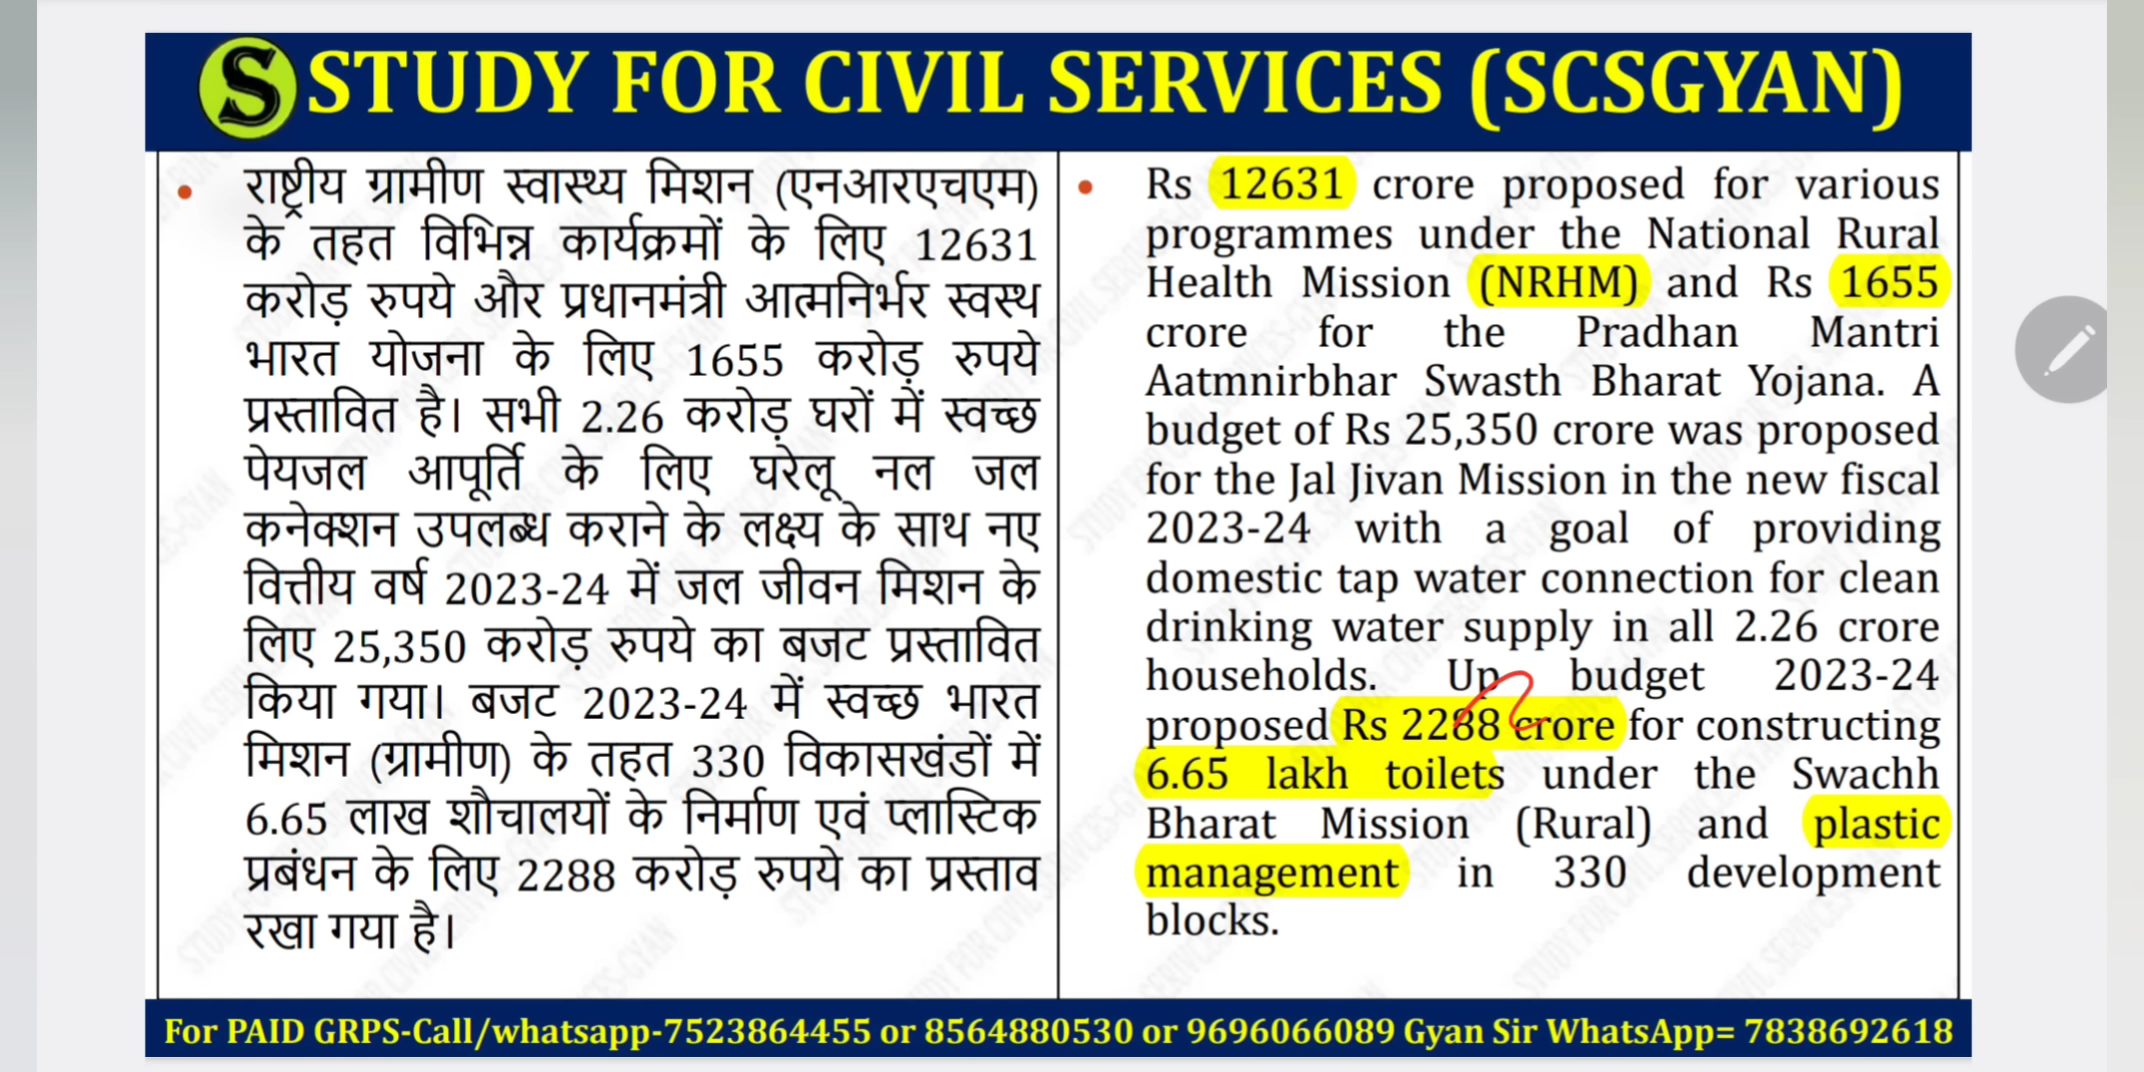 S STUDY FOR CIVIL SERVICES (SCSGYAN)
• राष्ट्रीय ग्रामीण स्वास्थ्य मिशन (एनआरएचएम)
के तहत विभिन्न कार्यक्रमों के लिए 12631
करोड़ रुपये और प्रधानमंत्री आत्मनिर्भर स्वस्थ
भारत योजना के लिए 1655 करोड़ रुपये
प्रस्तावित है। सभी 2.26 करोड़ घरों में स्वच्छ
पेयजल आपूर्ति के लिए घरेलू नल जल
कनेक्शन उपलब्ध कराने के लक्ष्य के साथ नए
वित्तीय वर्ष 2023-24 में जल जीवन मिशन के
लिए 25,350 करोड़ रुपये का बजट प्रस्तावित
किया गया। बजट 2023-24 में स्वच्छ भारत
मिशन (ग्रामीण) के तहत 330 विकासखंडों में
6.65 लाख शौचालयों के निर्माण एवं प्लास्टिक
प्रबंधन के लिए 2288 करोड़ रुपये का प्रस्ताव
रखा गया है।
• Rs 12631 crore proposed for various
programmes under the National Rural
Health Mission (NRHM) and Rs 1655
crore for the Pradhan Mantri
Aatmnirbhar Swasth Bharat Yojana. A
budget of Rs 25,350 crore was proposed
for the Jal Jivan Mission in the new fiscal
2023-24 with a goal of providing
domestic tap water connection for clean
drinking water supply in all 2.26 crore
households. Up budget 2023-24
proposed Rs 2288 crore for constructing
6.65 lakh toilets under the Swachh
Bharat Mission (Rural) and plastic
management in 330 development
blocks.
For PAID GRPS-Call/whatsapp-7523864455 or 8564880530 or 9696066089 Gyan Sir WhatsApp= 7838692618